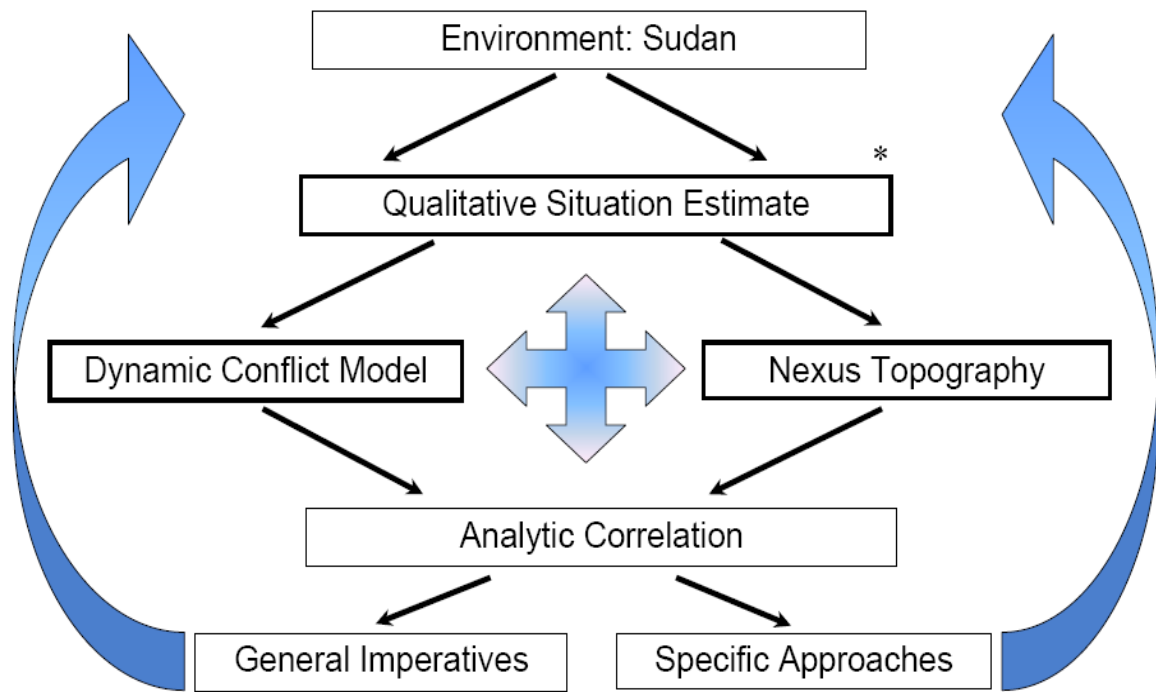 Environment: Sudan
*
Qualitative Situation Estimate
Dynamic Conflict Model
Nexus Topography
Analytic Correlation
General Imperatives
Specific Approaches